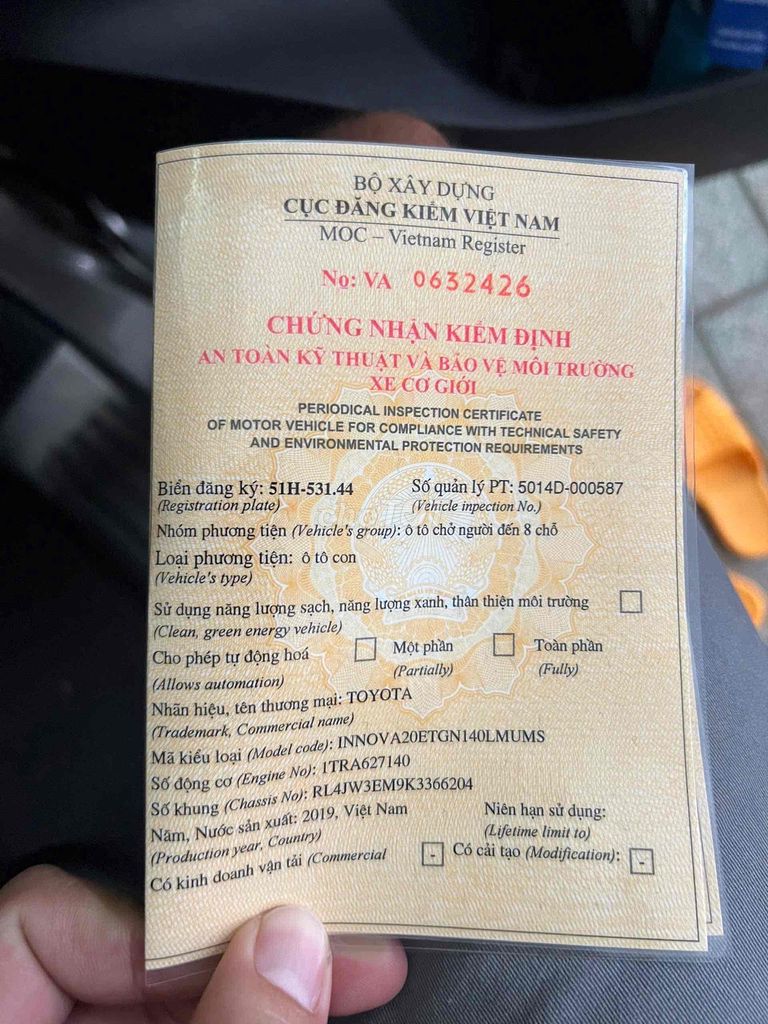 BỘ XÂY DỰNG
CỤC ĐĂNG KIỂM VIỆT NAM
MOC – Vietnam Register
No: VA 0632426
CHỨNG NHẬN KIỂM ĐỊNH
AN TOÀN KỸ THUẬT VÀ BẢO VỆ MÔI TRƯỜNG
XE CƠ GIỚI
PERIODICAL INSPECTION CERTIFICATE
OF MOTOR VEHICLE FOR COMPLIANCE WITH TECHNICAL SAFETY
AND ENVIRONMENTAL PROTECTION REQUIREMENTS
Biển đăng ký: 51H-531.44 Số quản lý PT: 5014D-000587
(Registration plate) (Vehicle inpection No.)
Nhóm phương tiện (Vehicle's group): ô tô chở người đến 8 chỗ
Loại phương tiện: ô tô con
(Vehicle's type)
Sử dụng năng lượng sạch, năng lượng xanh, thân thiện môi trường
(Clean, green energy vehicle)
Cho phép tự động hoá Một phần Toàn phần
(Allows automation) (Partially) (Fully)
Nhãn hiệu, tên thương mại: TOYOTA
(Trademark, Commercial name)
Mã kiểu loại (Model code): INNOVA20ETGN140LMUMS
Số động cơ (Engine No): 1TRA627140
Số khung (Chassis No): RL4JW3EM9K3366204
Năm, Nước sản xuất: 2019, Việt Nam Niên hạn sử dụng:
(Production year, Country) (Lifetime limit to)
Có kinh doanh vận tải (Commercial - Có cải tạo (Modification): -